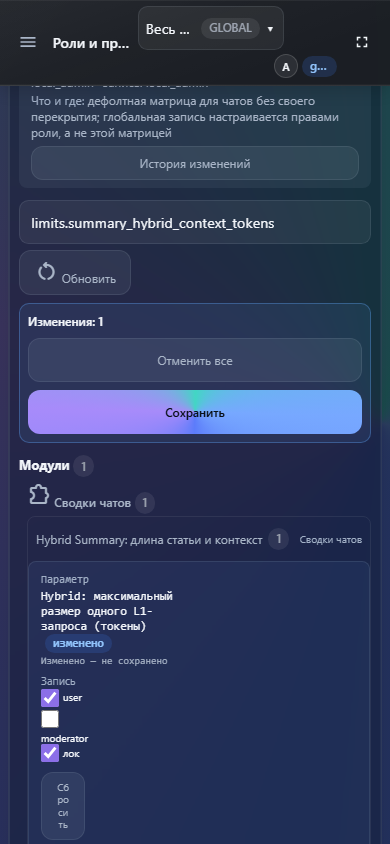 Роли и пр...
Весь ...
GLOBAL
A
g...
Что и где: дефолтная матрица для чатов без своего
перекрытия; глобальная запись настраивается правами
роли, а не этой матрицей
История изменений
limits.summary_hybrid_context_tokens
Обновить
Изменения: 1
Отменить все
Сохранить
Модули 1
Сводки чатов 1
Hybrid Summary: длина статьи и контекст 1 Сводки чатов
Параметр
Hybrid: максимальный
размер одного L1-
запроса (токены)
изменено
Изменено — не сохранено
Запись
user
moderator
лок
Сб
ро
си
ть